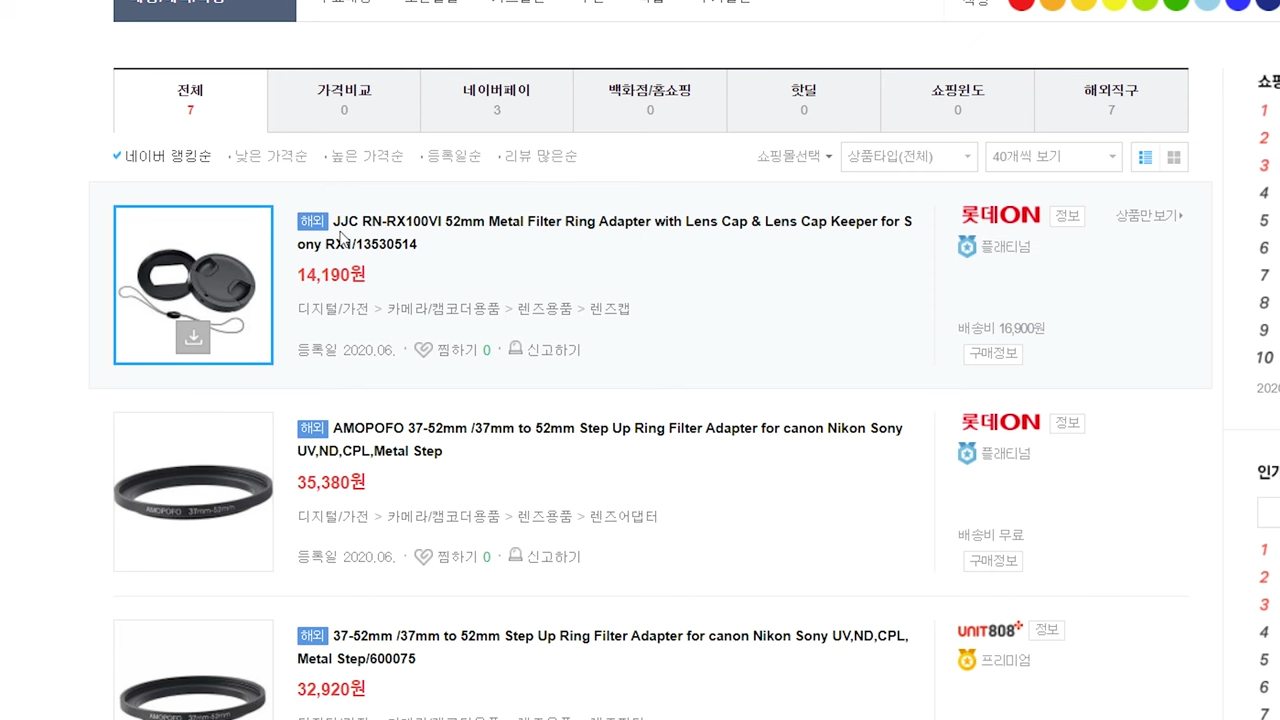 전체
7
가격비교
0
네이버페이
3
백화점/홈쇼핑
0
핫딜
0
쇼핑윈도
0
해외직구
7
네이버 랭킹순
낮은 가격순
높은 가격순
등록일순
리뷰 많은순
쇼핑몰선택
상품타입(전체)
40개씩 보기
해외 JJC RN-RX100VI 52mm Metal Filter Ring Adapter with Lens Cap & Lens Cap Keeper for S
ony RX1/13530514
14,190원
디지털/가전 > 카메라/캠코더용품 > 렌즈용품 > 렌즈캡
등록일 2020.06. · 찜하기 0 · 신고하기
롯데ON 정보
상품만 보기
플래티넘
배송비 16,900원
구매정보
해외 AMOPOFO 37-52mm /37mm to 52mm Step Up Ring Filter Adapter for canon Nikon Sony
UV,ND,CPL,Metal Step
35,380원
디지털/가전 > 카메라/캠코더용품 > 렌즈용품 > 렌즈어댑터
등록일 2020.06. · 찜하기 0 · 신고하기
AMOPOFO 37mm-52mm
롯데ON 정보
플래티넘
배송비 무료
구매정보
해외 37-52mm /37mm to 52mm Step Up Ring Filter Adapter for canon Nikon Sony UV,ND,CPL,
Metal Step/600075
32,920원
AMOPOFO 37mm-52mm
UNIT808 정보
프리미엄
1
2
3
4
5
6
7
8
9
10
1
2
3
4
5
6
7